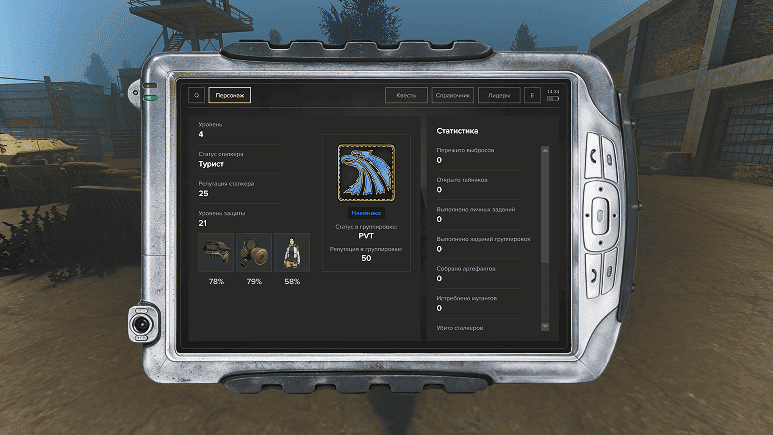 Q
Персонаж
Квесты
Справочник
Лидеры
E
14:34
Уровень
4
Статус сталкера
Турист
Репутация сталкера
25
Уровень защиты
21
78%
79%
58%
Наемники
Статус в группировке:
PVT
Репутация в группировке:
50
Статистика
Пережито выбросов
0
Открыто тайников
0
Выполнено личных заданий
0
Выполнено заданий группировок
0
Собрано артефактов
0
Истреблено мутантов
0
Убито сталкеров